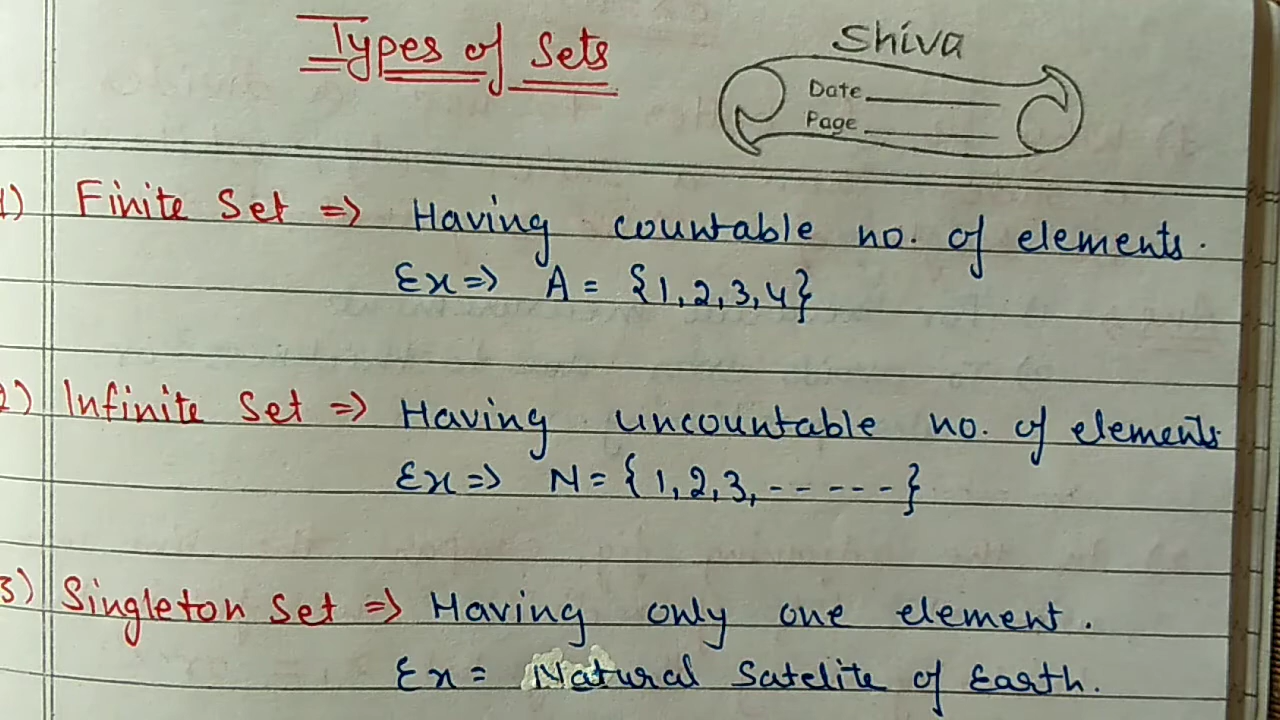 Types of Sets
Shiva
Date
Page
1) Finite Set => Having countable no. of elements.
Ex => A = {1,2,3,4}
2) Infinite Set => Having uncountable no. of elements
Ex => N = {1,2,3,------}
3) Singleton Set => Having only one element.
Ex = Natural Satelite of Earth.